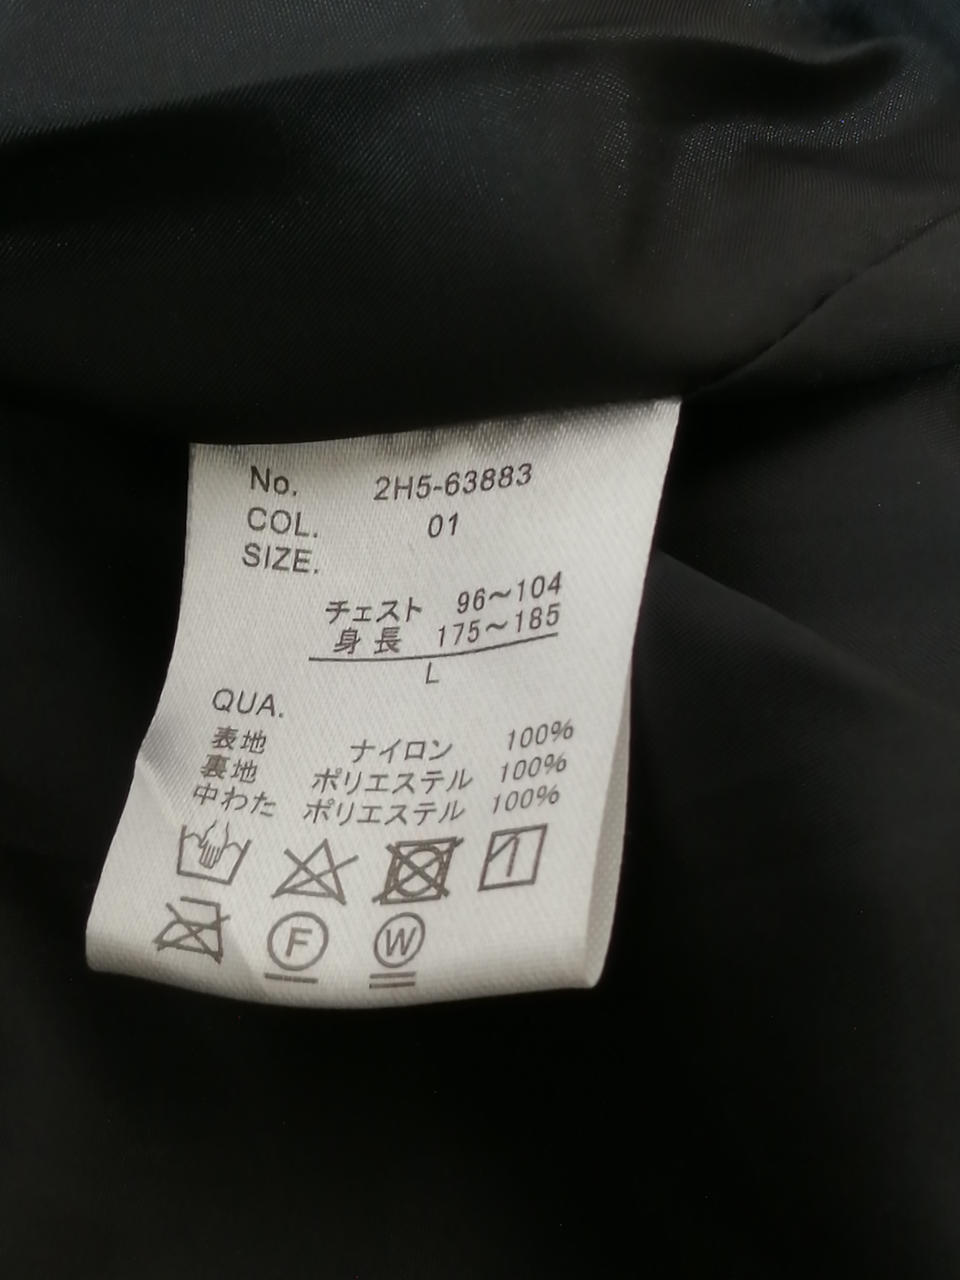 No. 2H5-63883
COL. 01
SIZE.
チェスト 96～104
身長 175～185
L
QUA.
表地 ナイロン 100%
裏地 ポリエステル 100%
中わた ポリエステル 100%
F W